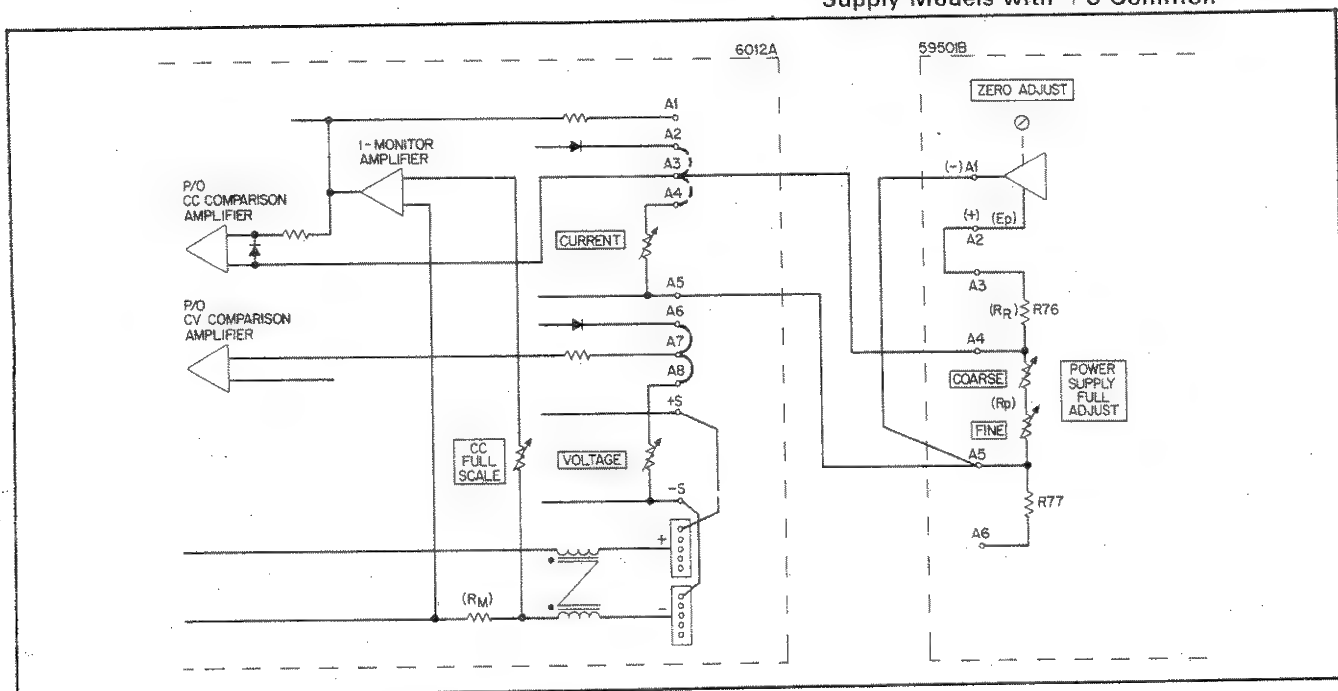 Supply Models with +S Common
6012A
59501B
ZERO ADJUST
A1
A2
I-MONITOR
AMPLIFIER
A3
(-) A1
P/O
CC COMPARISON
AMPLIFIER
A4
(+) (Ep)
A2
CURRENT
A3
A5
(RR) R76
P/O
CV COMPARISON
AMPLIFIER
A6
A7
A4
A8
COARSE
POWER
SUPPLY
FULL
ADJUST
+S
(Rp)
FINE
CC
FULL
SCALE
VOLTAGE
A5
-S
R77
A6
+
(RM)
-